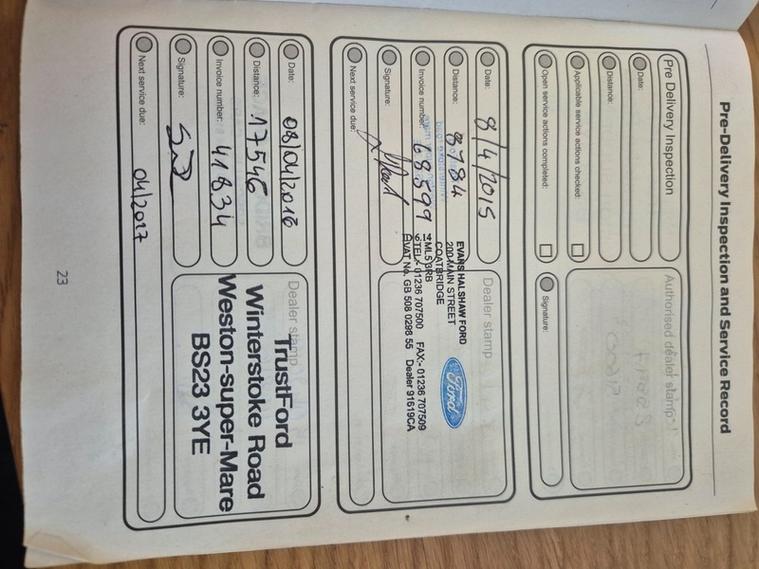 Pre-Delivery Inspection and Service Record
Pre Delivery Inspection
Date:
Distance:
Applicable service actions checked:
Open service actions completed:
Authorised dealer stamp:
Signature:
Date: 8/4/2015
Distance: 8784
Invoice number: 68599
Signature:
Next service due:
Dealer stamp
EVANS HALSHAW FORD
200 MAIN STREET
COATBRIDGE
ML5 3RB
TEL:- 01236 707500 FAX:- 01236 707509
VAT No. GB 508 0298 55 Dealer 91619CA
Ford
Date: 08/04/2016
Distance: 17546
Invoice number: 41834
Signature:
Next service due: 04/2017
Dealer stamp
TrustFord
Winterstoke Road
Weston-super-Mare
BS23 3YE
23